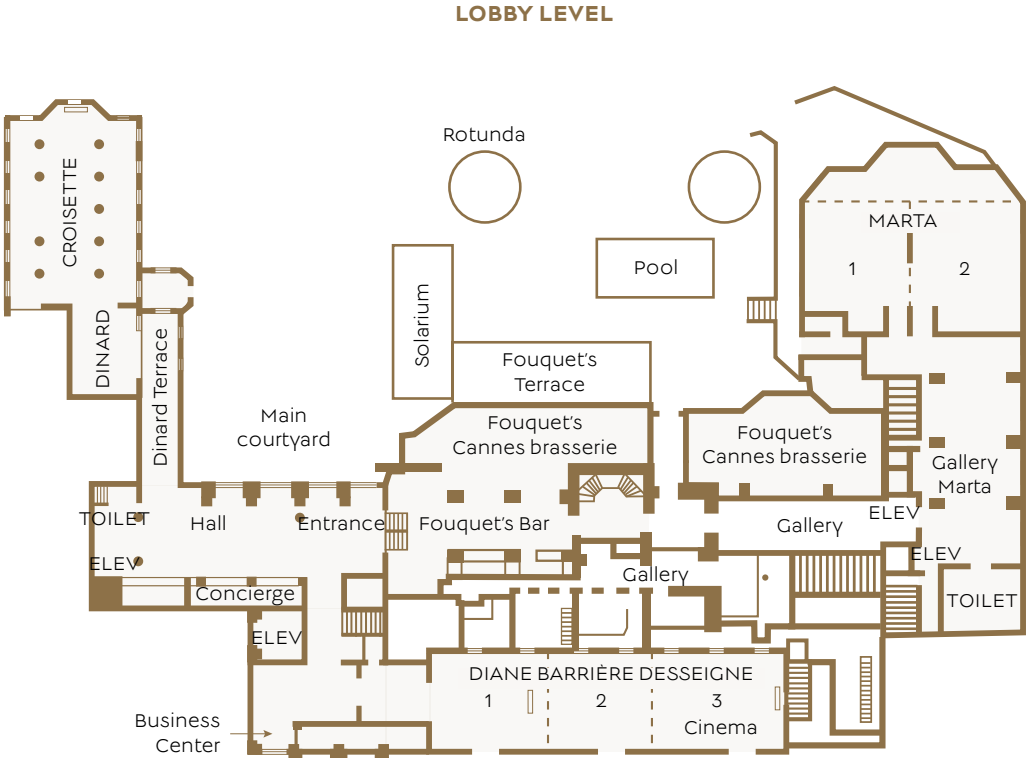 LOBBY LEVEL
Rotunda
CROISETTE
MARTA
1
2
Pool
Solarium
DINARD
Dinard Terrace
Fouquet's
Terrace
Main
courtyard
Fouquet's
Cannes brasserie
Fouquet's
Cannes brasserie
Gallery
Marta
TOILET
Hall
Entrance
Fouquet's Bar
Gallery
ELEV
ELEV
ELEV
Gallery
Concierge
TOILET
ELEV
DIANE BARRIÈRE DESSEIGNE
1
2
3
Cinema
Business
Center